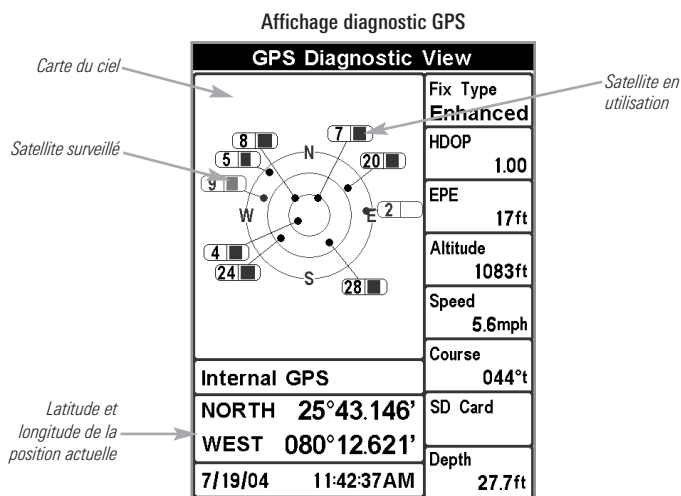 Affichage diagnostic GPS
GPS Diagnostic View
Carte du ciel
Satellite en
utilisation
Satellite surveillé
Latitude et
longitude de la
position actuelle
8
7
5
N
20
9
W
E
2
4
24
S
28
Fix Type
Enhanced
HDOP
1.00
EPE
17ft
Altitude
1083ft
Speed
5.6mph
Course
044°t
SD Card
Depth
27.7ft
Internal GPS
NORTH 25°43.146'
WEST 080°12.621'
7/19/04 11:42:37AM